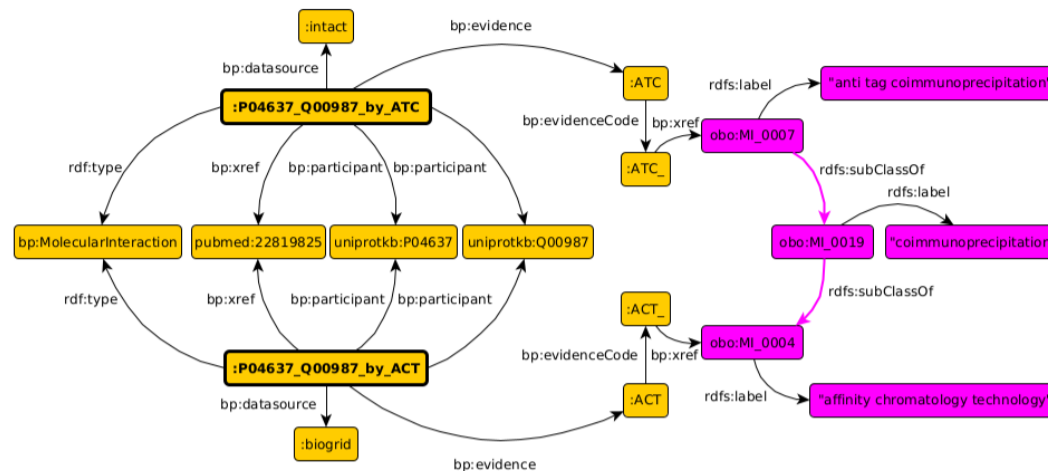 :intact
bp:evidence
bp:datasource
:ATC
rdfs:label
"anti tag coimmunoprecipitation"
:P04637_Q00987_by_ATC
bp:evidenceCode
bp:xref
obo:MI_0007
rdf:type
bp:xref
bp:participant
bp:participant
:ATC_
rdfs:subClassOf
rdfs:label
bp:MolecularInteraction
pubmed:22819825
uniprotkb:P04637
uniprotkb:Q00987
obo:MI_0019
"coimmunoprecipitation
rdfs:subClassOf
rdf:type
bp:xref
bp:participant
bp:participant
:ACT_
obo:MI_0004
bp:evidenceCode
bp:xref
:P04637_Q00987_by_ACT
bp:datasource
:ACT
rdfs:label
"affinity chromatology technology"
:biogrid
bp:evidence